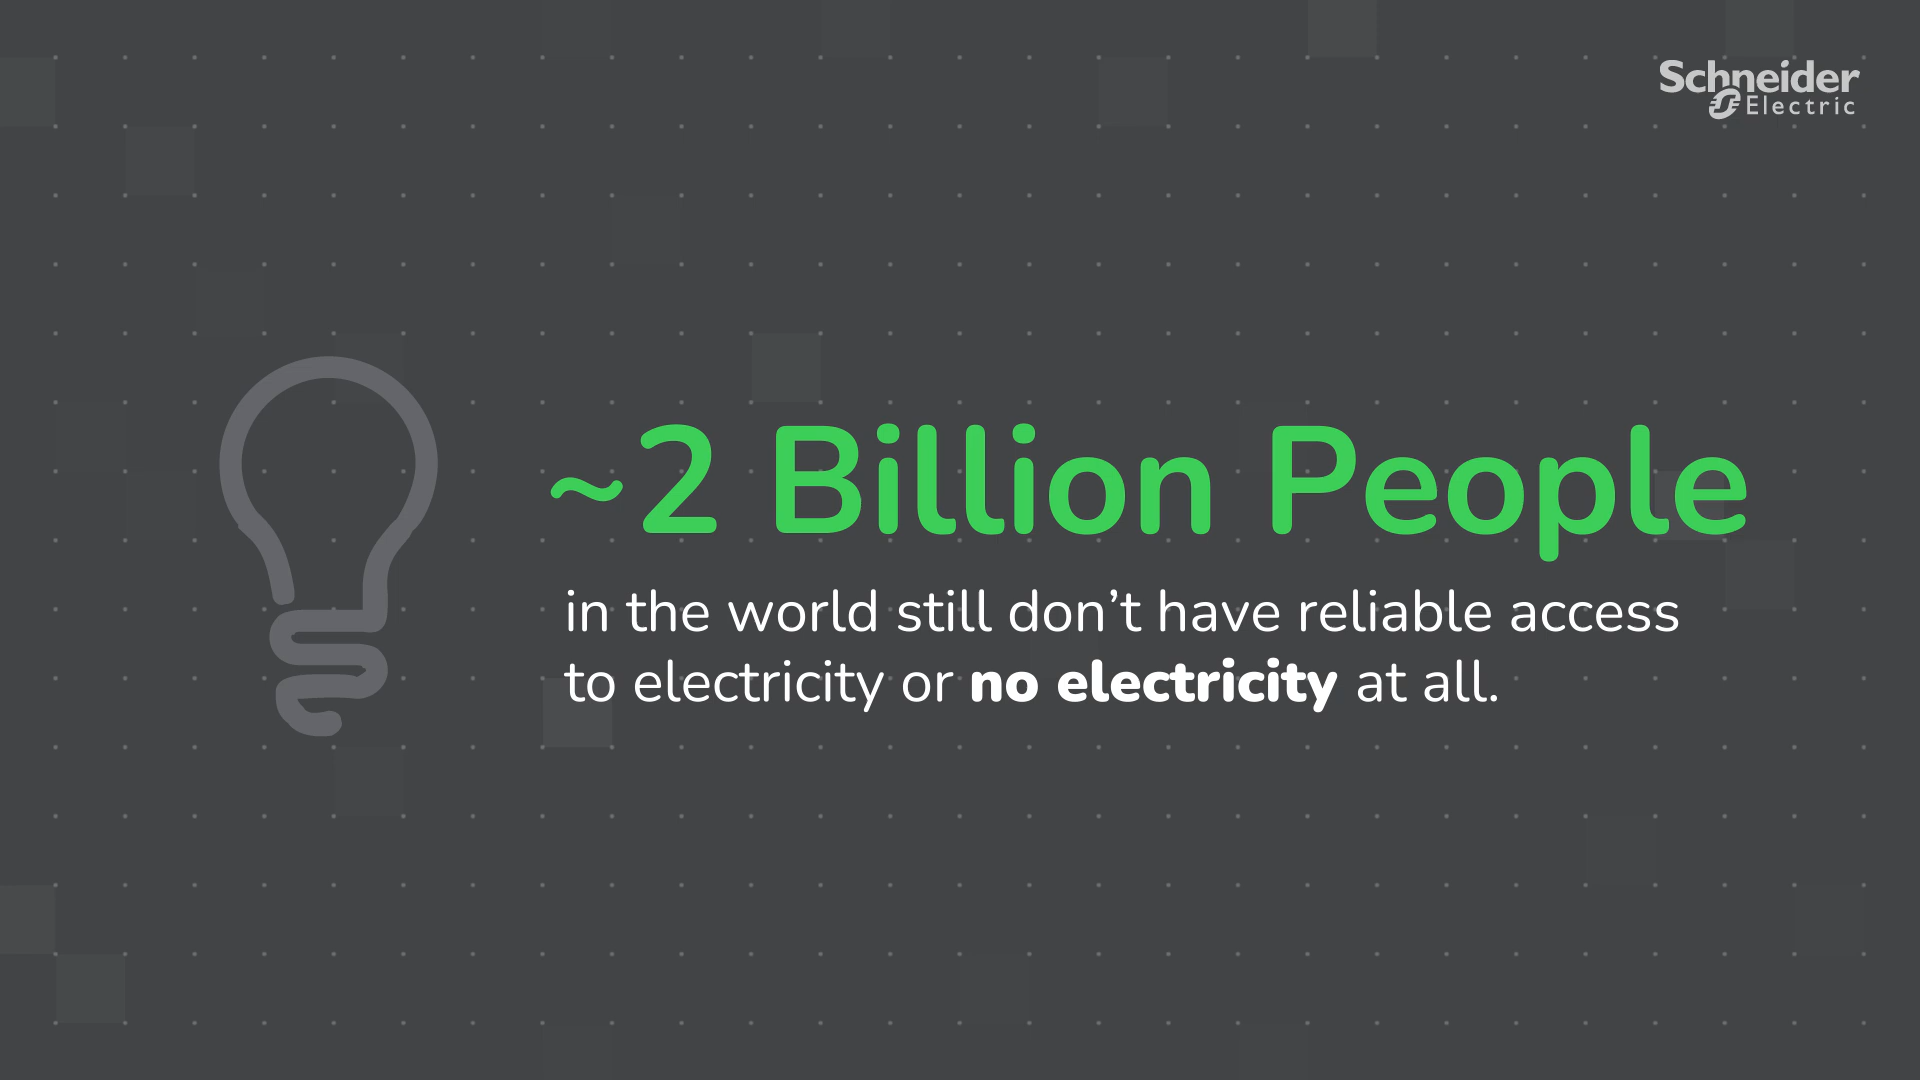 Schneider
Electric
~2 Billion People
in the world still don’t have reliable access
to electricity or no electricity at all.